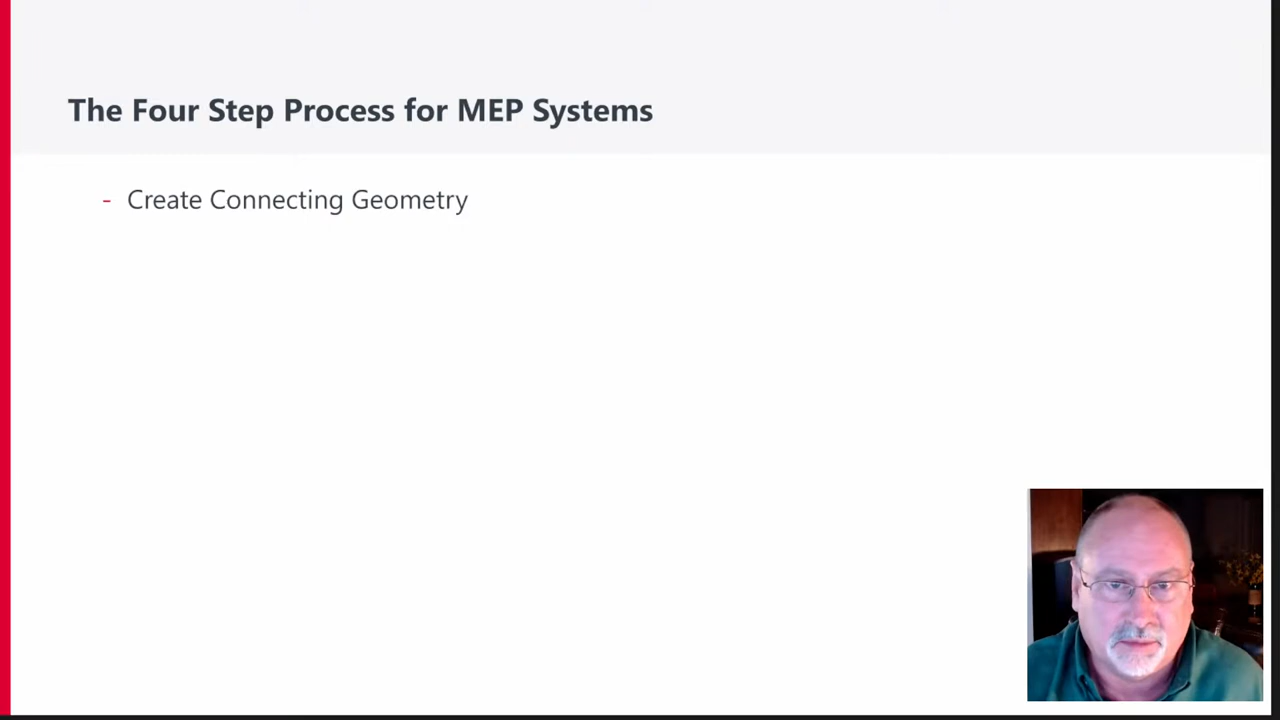 The Four Step Process for MEP Systems
- Create Connecting Geometry